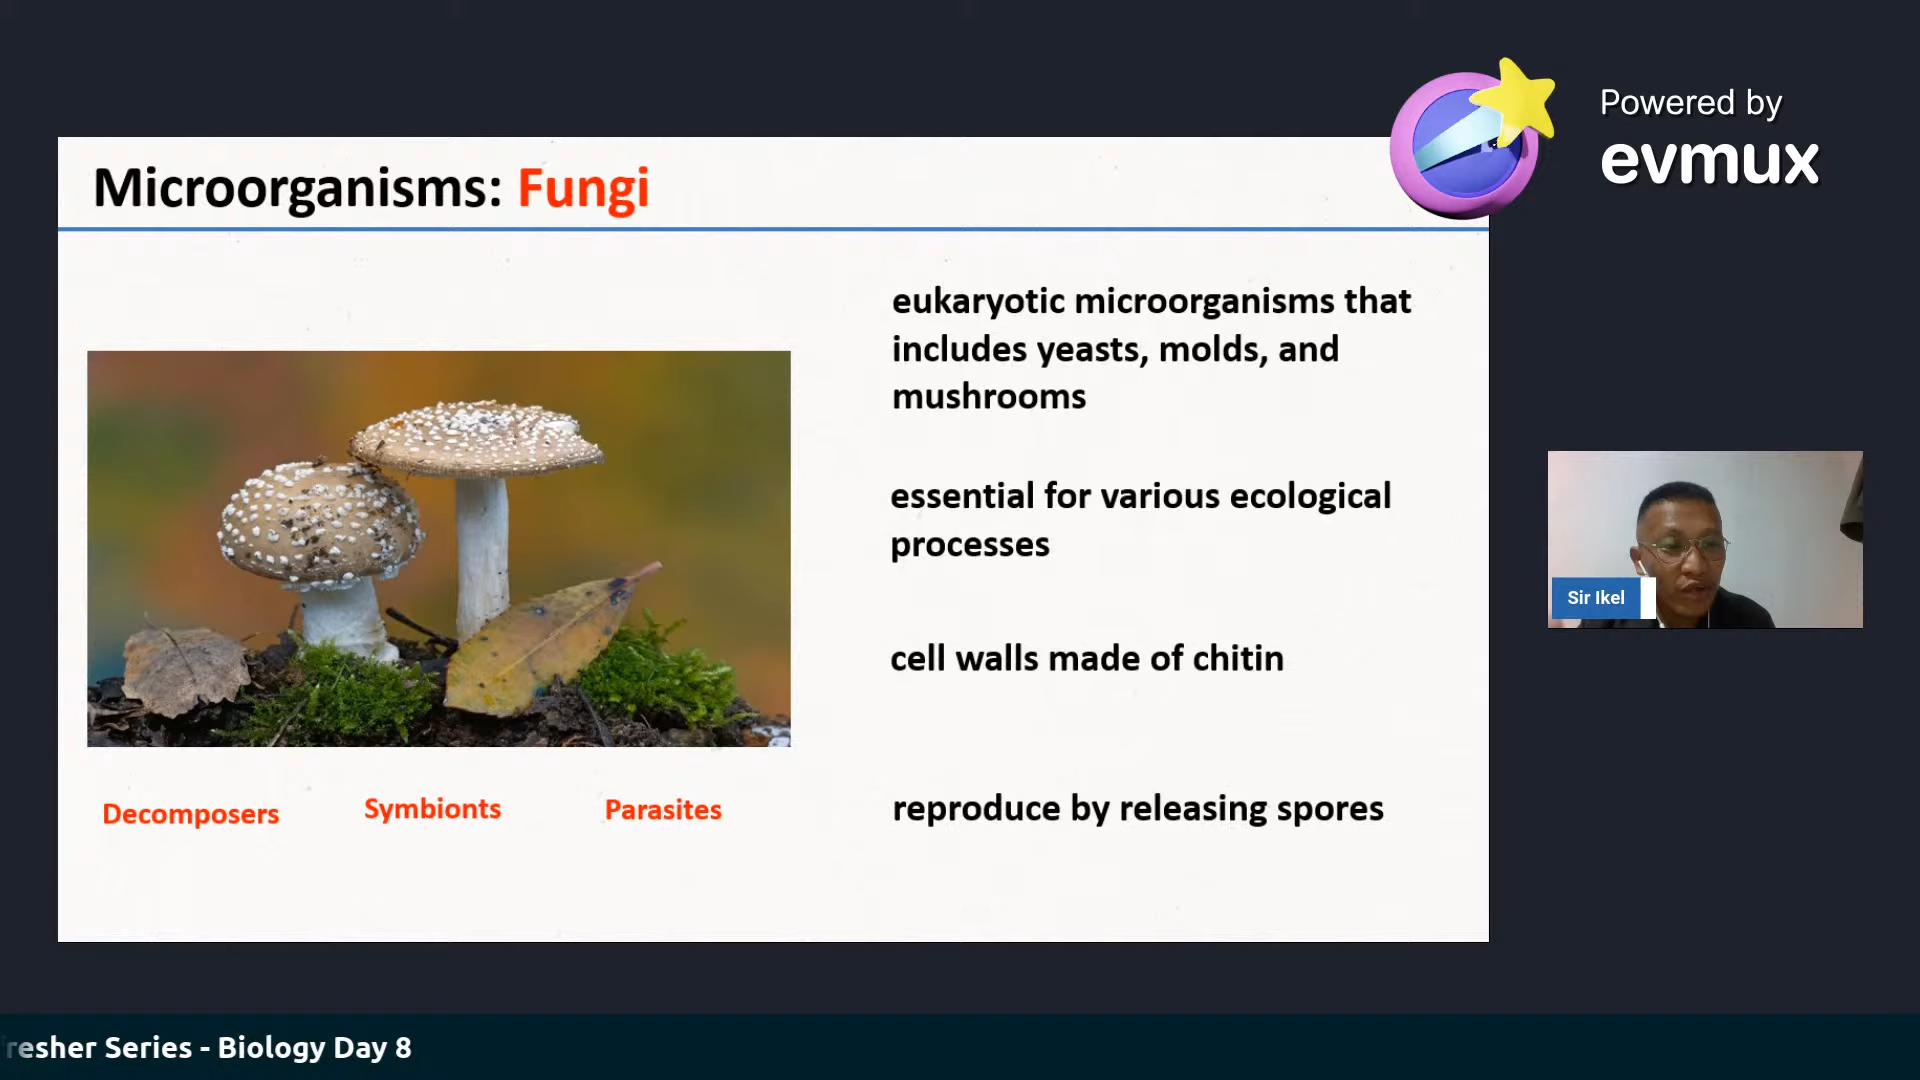 Powered by
evmux
Microorganisms: Fungi
eukaryotic microorganisms that
includes yeasts, molds, and
mushrooms
essential for various ecological
processes
cell walls made of chitin
reproduce by releasing spores
Decomposers
Symbionts
Parasites
Sir Ikel
resher Series - Biology Day 8